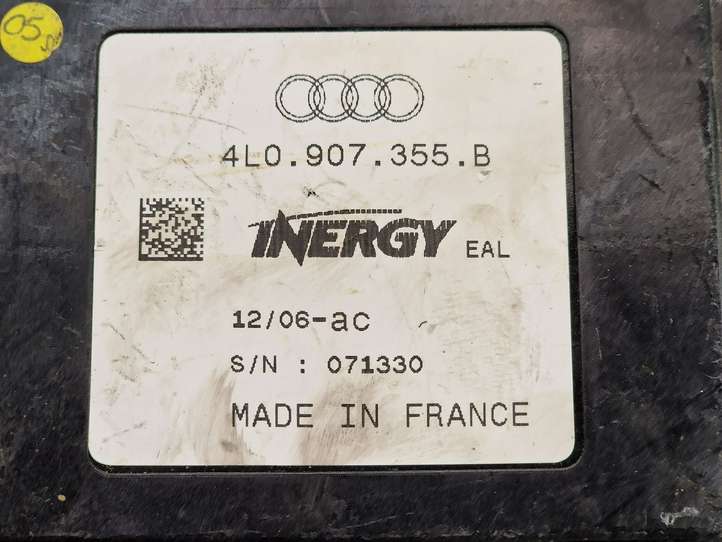 05
4L0.907.355.B
INERGY EAL
12/06-ac
S/N : 071330
MADE IN FRANCE